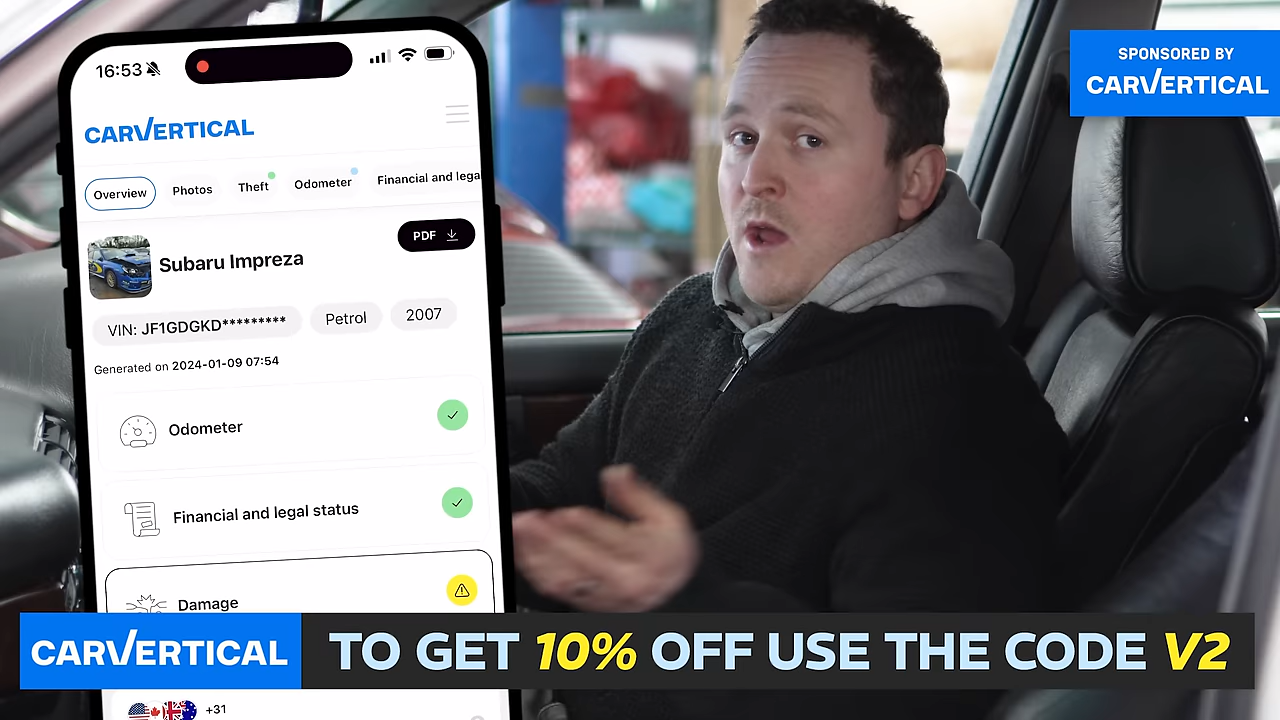 16:53
SPONSORED BY
CARVERTICAL
CARVERTICAL
Overview
Photos
Theft
Odometer
Financial and lega
PDF
Subaru Impreza
VIN: JF1GDGKD*********
Petrol
2007
Generated on 2024-01-09 07:54
Odometer
Financial and legal status
Damage
CARVERTICAL
TO GET 10% OFF USE THE CODE V2
+31